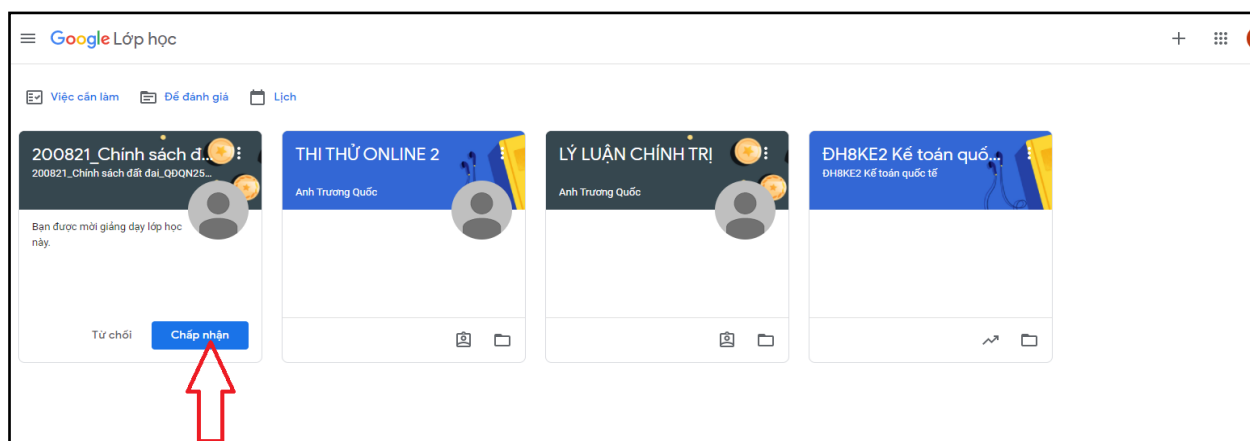 Google Lớp học
Việc cần làm Để đánh giá Lịch
200821_Chính sách đ...
200821_Chính sách đất đai_QĐQN25...
Bạn được mời giảng dạy lớp học
này.
Từ chối Chấp nhận
THI THỬ ONLINE 2
Anh Trương Quốc
LÝ LUẬN CHÍNH TRỊ
Anh Trương Quốc
ĐH8KE2 Kế toán quố...
ĐH8KE2 Kế toán quốc tế